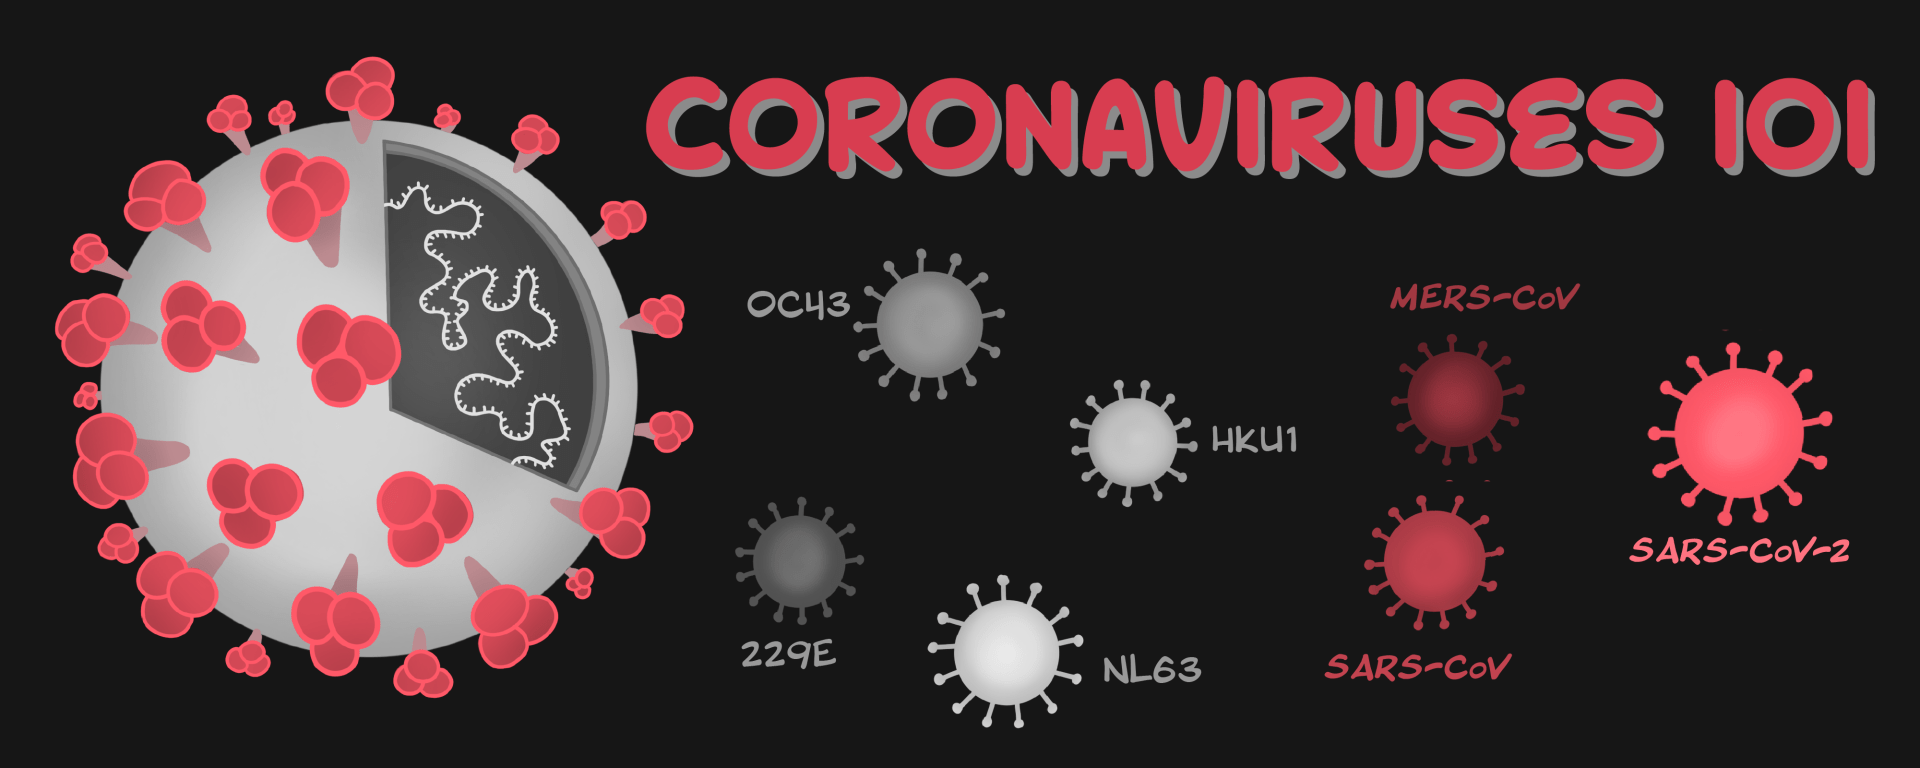 CORONAVIRUSES 101
OC43
MERS-CoV
HKU1
SARS-CoV-2
229E
NL63
SARS-CoV